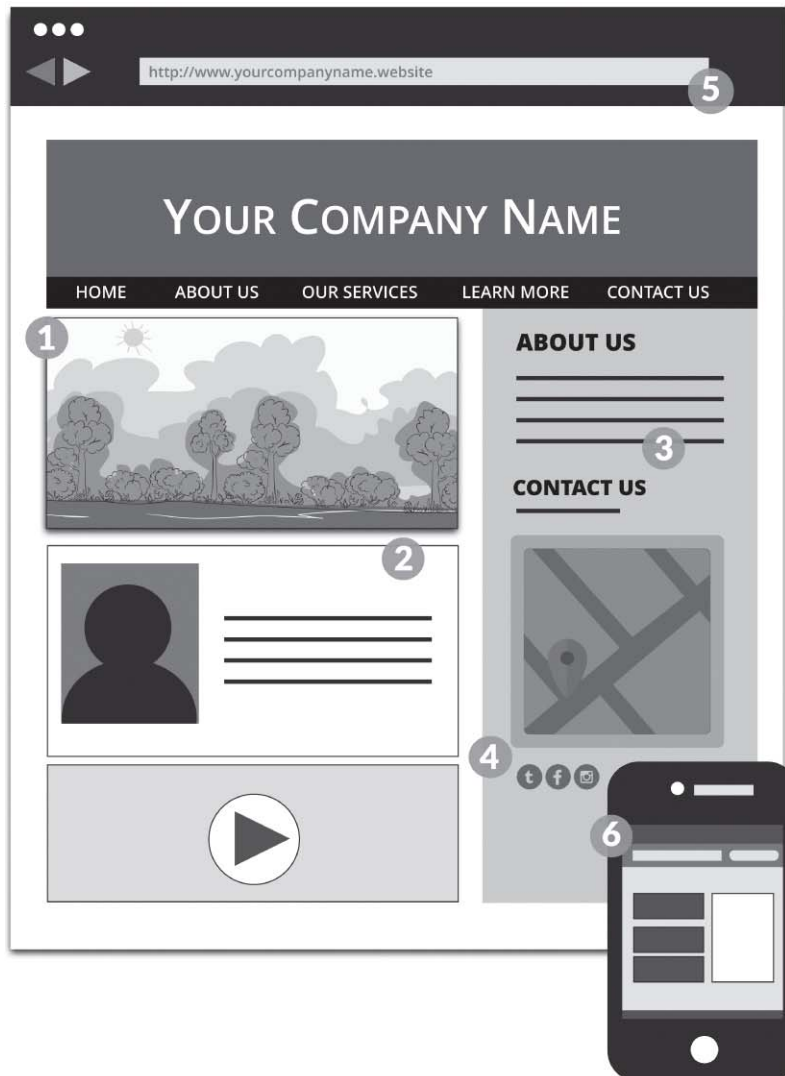 http://www.yourcompanyname.website
5
YOUR COMPANY NAME
HOME ABOUT US OUR SERVICES LEARN MORE CONTACT US
1
ABOUT US
3
CONTACT US
2
4
t f
6